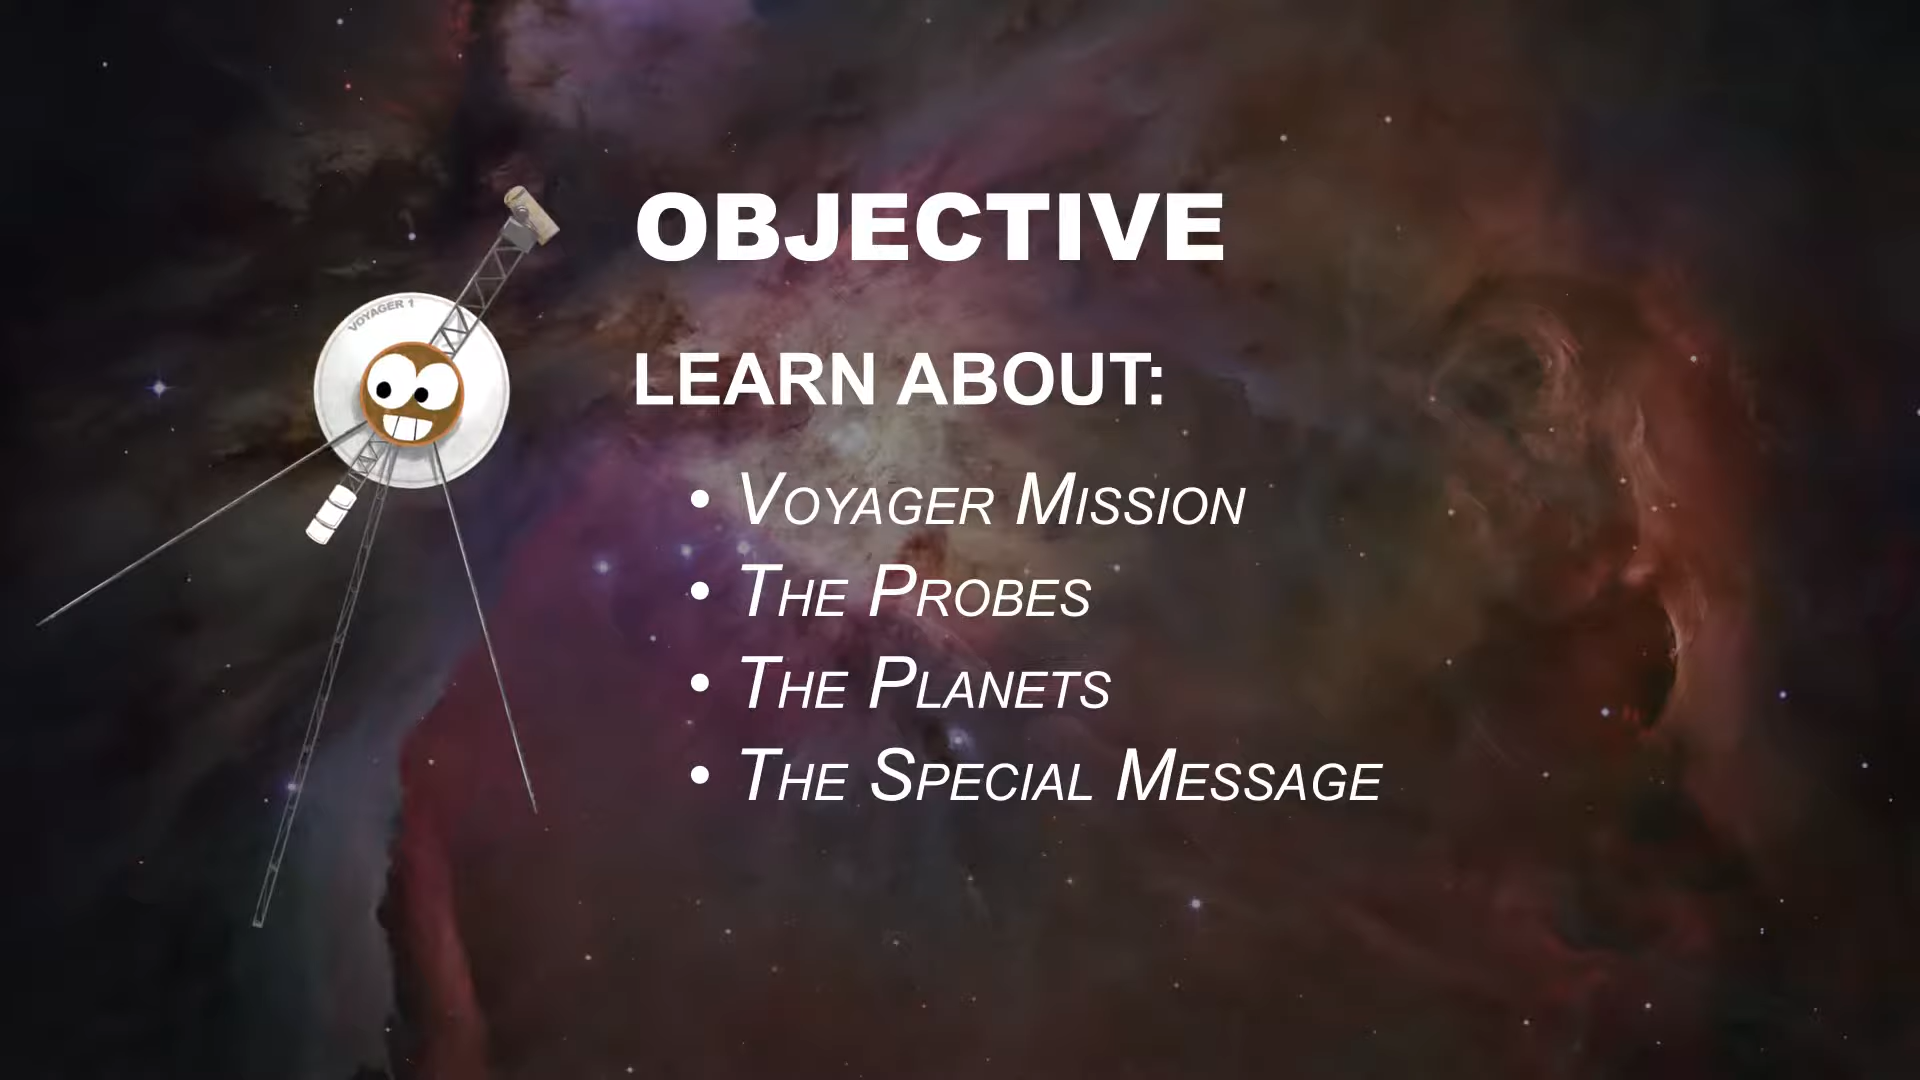 VOYAGER 1
OBJECTIVE
LEARN ABOUT:
• VOYAGER MISSION
• THE PROBES
• THE PLANETS
• THE SPECIAL MESSAGE